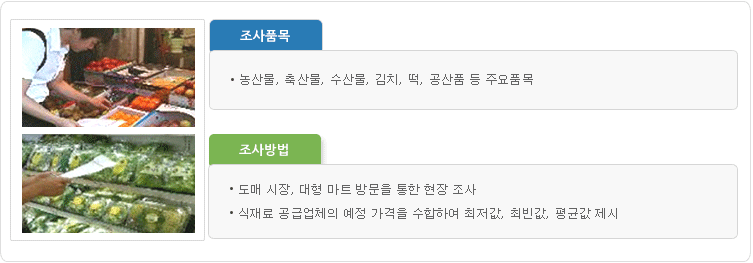 조사품목
• 농산물, 축산물, 수산물, 김치, 떡, 공산품 등 주요품목
조사방법
• 도매 시장, 대형 마트 방문을 통한 현장 조사
• 식재료 공급업체의 예정 가격을 수합하여 최저값, 최빈값, 평균값 제시